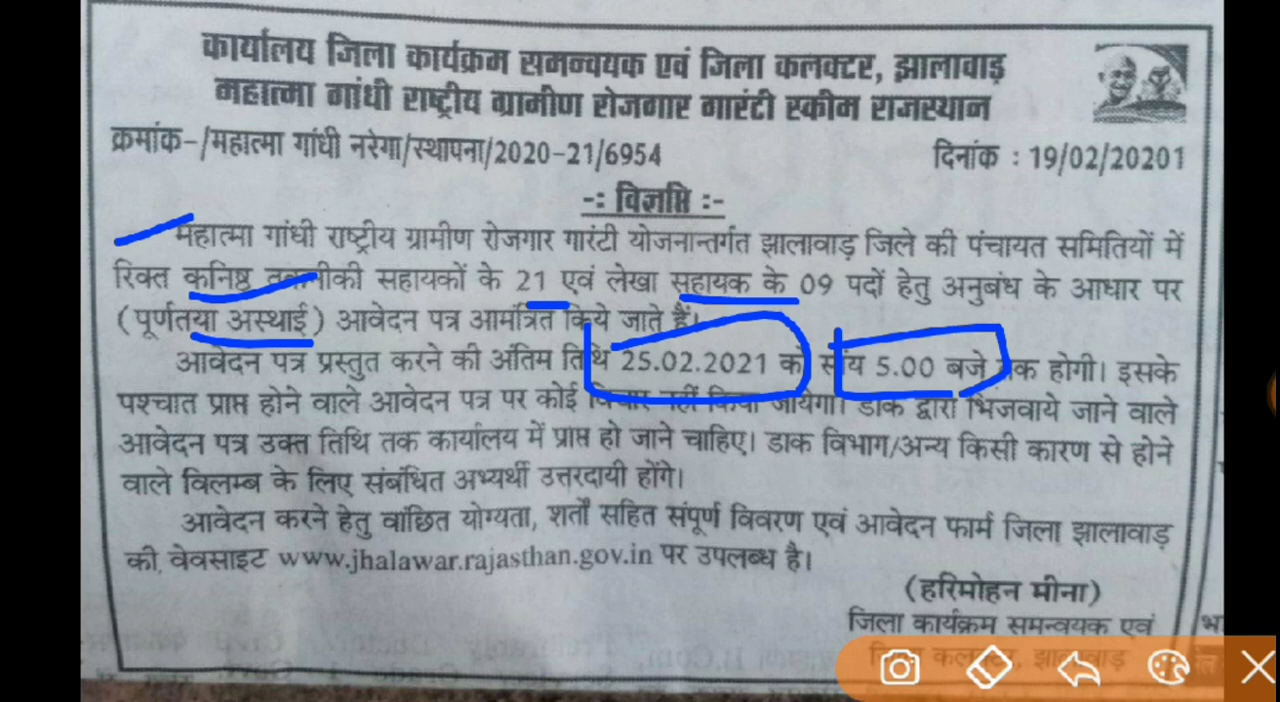 कार्यालय जिला कार्यक्रम समन्वयक एवं जिला कलक्टर, झालावाड़
महात्मा गांधी राष्ट्रीय ग्रामीण रोजगार गारंटी स्कीम राजस्थान
क्रमांक-/महात्मा गांधी नरेगा/स्थापना/2020-21/6954 दिनांक : 19/02/20201
-: विज्ञप्ति :-
महात्मा गांधी राष्ट्रीय ग्रामीण रोजगार गारंटी योजनान्तर्गत झालावाड़ जिले की पंचायत समितियों में
रिक्त कनिष्ठ तकनीकी सहायकों के 21 एवं लेखा सहायक के 09 पदों हेतु अनुबंध के आधार पर
(पूर्णतया अस्थाई) आवेदन पत्र आमंत्रित किये जाते हैं।
आवेदन पत्र प्रस्तुत करने की अंतिम तिथि 25.02.2021 को सांय 5.00 बजे तक होगी। इसके
पश्चात प्राप्त होने वाले आवेदन पत्र पर कोई विचार नहीं किया जायेगा। डाक द्वारा भिजवाये जाने वाले
आवेदन पत्र उक्त तिथि तक कार्यालय में प्राप्त हो जाने चाहिए। डाक विभाग/अन्य किसी कारण से होने
वाले विलम्ब के लिए संबंधित अभ्यर्थी उत्तरदायी होंगे।
आवेदन करने हेतु वांछित योग्यता, शर्तों सहित संपूर्ण विवरण एवं आवेदन फार्म जिला झालावाड़
की वेवसाइट www.jhalawar.rajasthan.gov.in पर उपलब्ध है।
(हरिमोहन मीना)
जिला कार्यक्रम समन्वयक एवं
जिला कलक्टर, झालावाड़